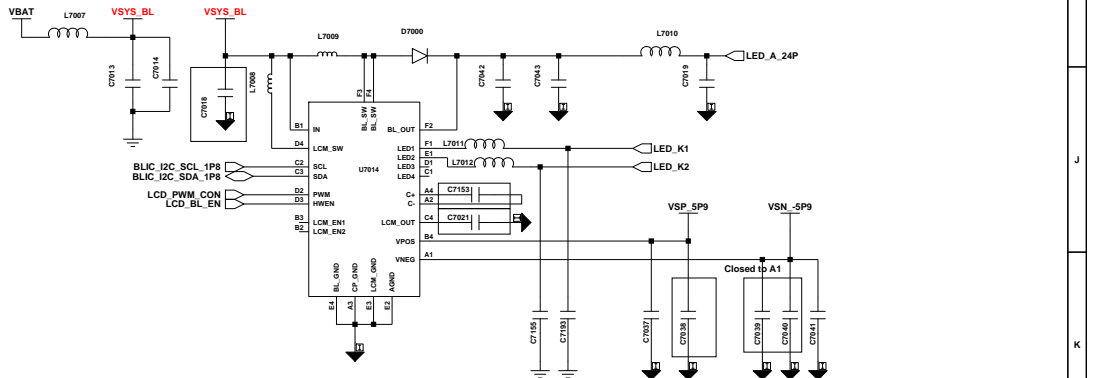 VBAT
L7007
VSYS_BL
VSYS_BL
L7009
D7000
L7010
LED_A_24P
C7013
C7014
C7018
L7008
C7042
C7043
C7019
F3
F4
BL_SW
BL_SW
B1 IN
BL_OUT F2
D4 LCM_SW
LED1 F1 L7011 LED_K1
LED2 E1
BLIC_I2C_SCL_1P8 C2 SCL
LED3 D1 L7012 LED_K2
BLIC_I2C_SDA_1P8 C3 SDA
U7014
LED4 C1
LCD_PWM_CON D2 PWM
C+ A4 C7153
LCD_BL_EN D3 HWEN
C- A2
B3 LCM_EN1
LCM_OUT C4 C7021
B2 LCM_EN2
VPOS B4
VNEG A1
VSP_5P9
VSN_-5P9
Closed to A1
BL_GND
CP_GND
LCM_GND
AGND
E4
A3
E3
E2
C7155
C7193
C7037
C7038
C7039
C7040
C7041
J
K